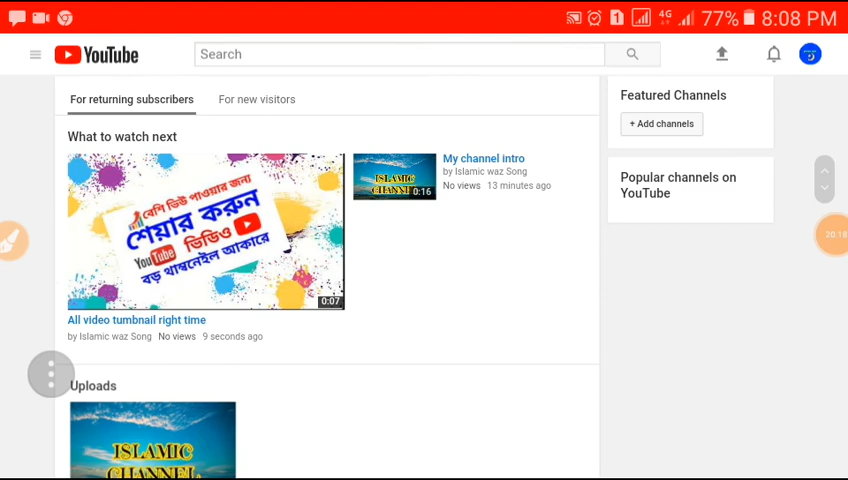 1 4G 77% 8:08 PM
YouTube
Search
For returning subscribers
For new visitors
What to watch next
বেশি ভিউ পাওয়ার জন্য
শেয়ার করুন
YouTube ভিডিও
বড় থাম্বনেইল আকারে
0:07
All video tumbnail right time
by Islamic waz Song No views 9 seconds ago
ISLAMIC
CHANNEL
0:16
My channel intro
by Islamic waz Song
No views 13 minutes ago
Featured Channels
+ Add channels
Popular channels on
YouTube
20:18
Uploads
ISLAMIC
CHANNEL